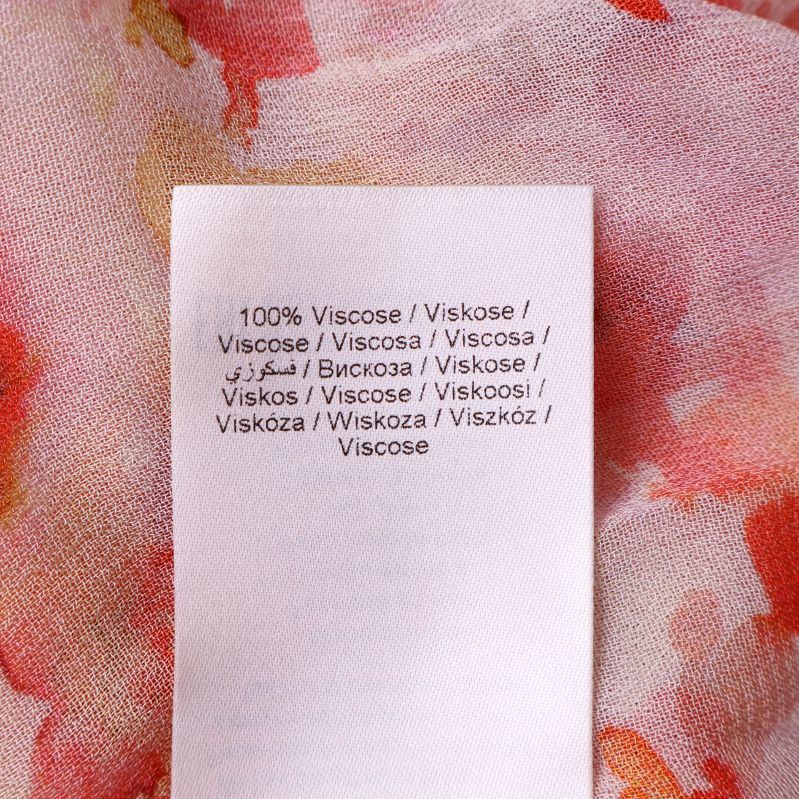 100% Viscose / Viskose /
Viscose / Viscosa / Viscosa /
فسكوزي / Вискоза / Viskose /
Viskos / Viscose / Viskoosi /
Viskóza / Wiskoza / Viszkóz /
Viscose